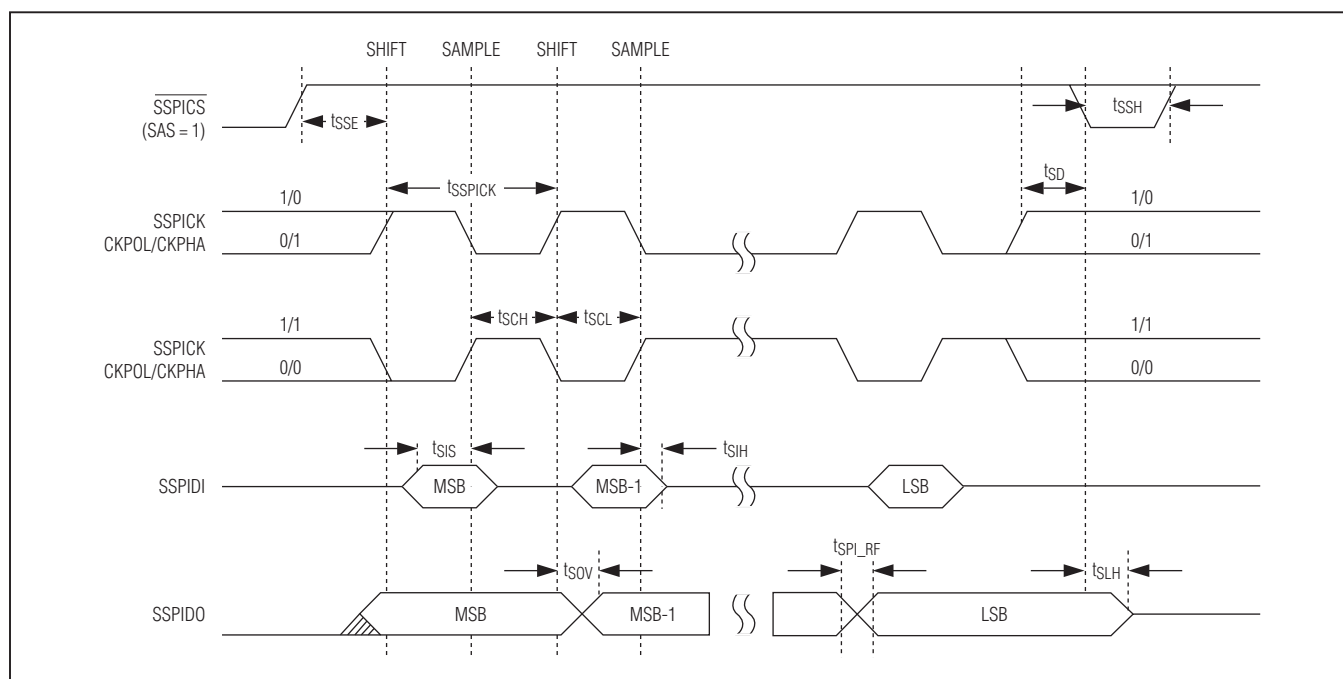 SHIFT SAMPLE SHIFT SAMPLE
SSPICS
(SAS = 1)
tSSE
tSSH
tSSPICK
tSD
1/0
1/0
SSPICK
CKPOL/CKPHA
0/1
0/1
tSCH
tSCL
1/1
1/1
SSPICK
CKPOL/CKPHA
0/0
0/0
tSIS
tSIH
SSPIDI
MSB
MSB-1
LSB
tSPI_RF
tSOV
tSLH
SSPIDO
MSB
MSB-1
LSB